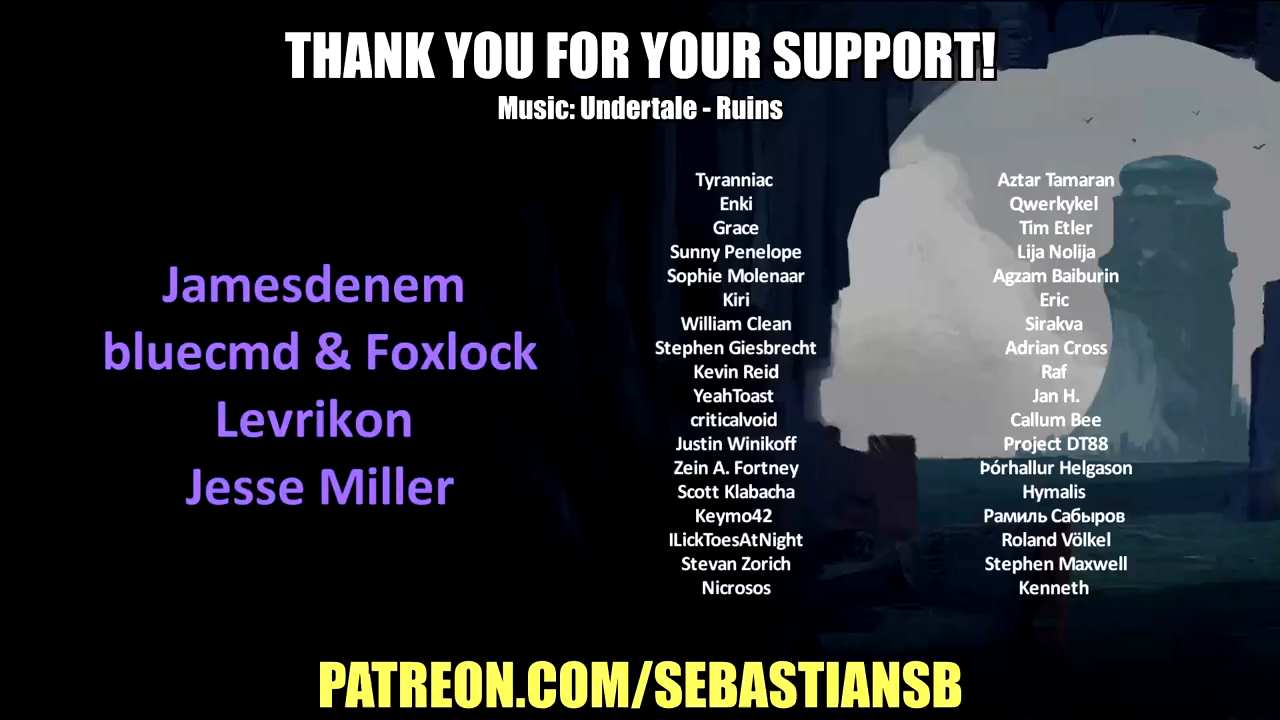 THANK YOU FOR YOUR SUPPORT!
Music: Undertale - Ruins
Jamesdenem
bluecmd & Foxlock
Levrikon
Jesse Miller
Tyranniac
Enki
Grace
Sunny Penelope
Sophie Molenaar
Kiri
William Clean
Stephen Giesbrecht
Kevin Reid
YeahToast
criticalvoid
Justin Winikoff
Zein A. Fortney
Scott Klabacha
Keymo42
ILickToesAtNight
Stevan Zorich
Nicrosos
Aztar Tamaran
Qwerkykel
Tim Etler
Lija Nolija
Agzam Baiburin
Eric
Sirakva
Adrian Cross
Raf
Jan H.
Callum Bee
Project DT88
Þórhallur Helgason
Hymalis
Рамиль Сабыров
Roland Völkel
Stephen Maxwell
Kenneth
PATREON.COM/SEBASTIANSB